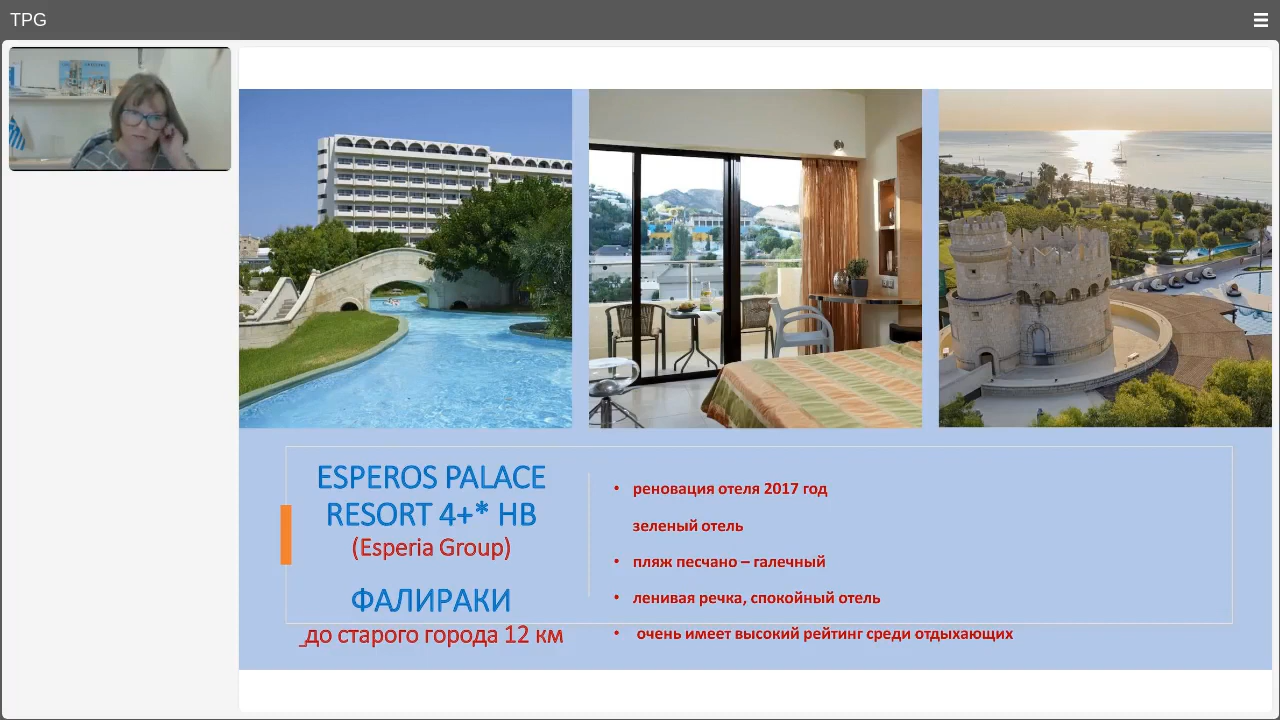 TPG
ESPEROS PALACE
RESORT 4+* HB
(Esperia Group)
ФАЛИРАКИ
_до старого города 12 км
• реновация отеля 2017 год
зеленый отель
• пляж песчано – галечный
• ленивая речка, спокойный отель
• очень имеет высокий рейтинг среди отдыхающих